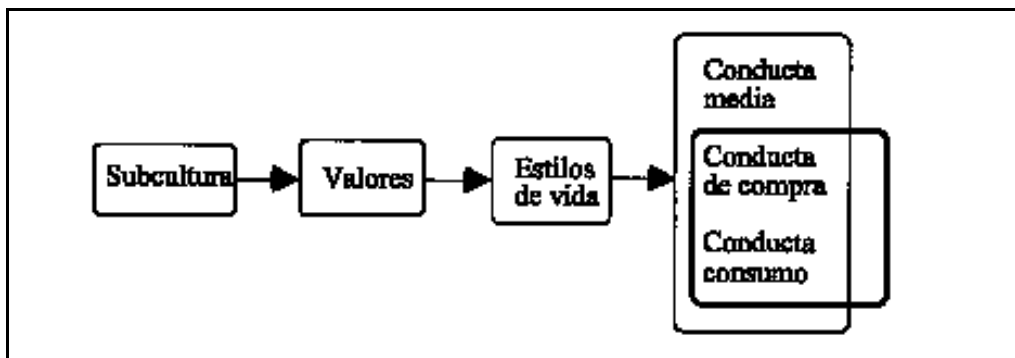 Subcultura
Valores
Estilos
de vida
Conducta
media
Conducta
de compra
Conducta
consumo